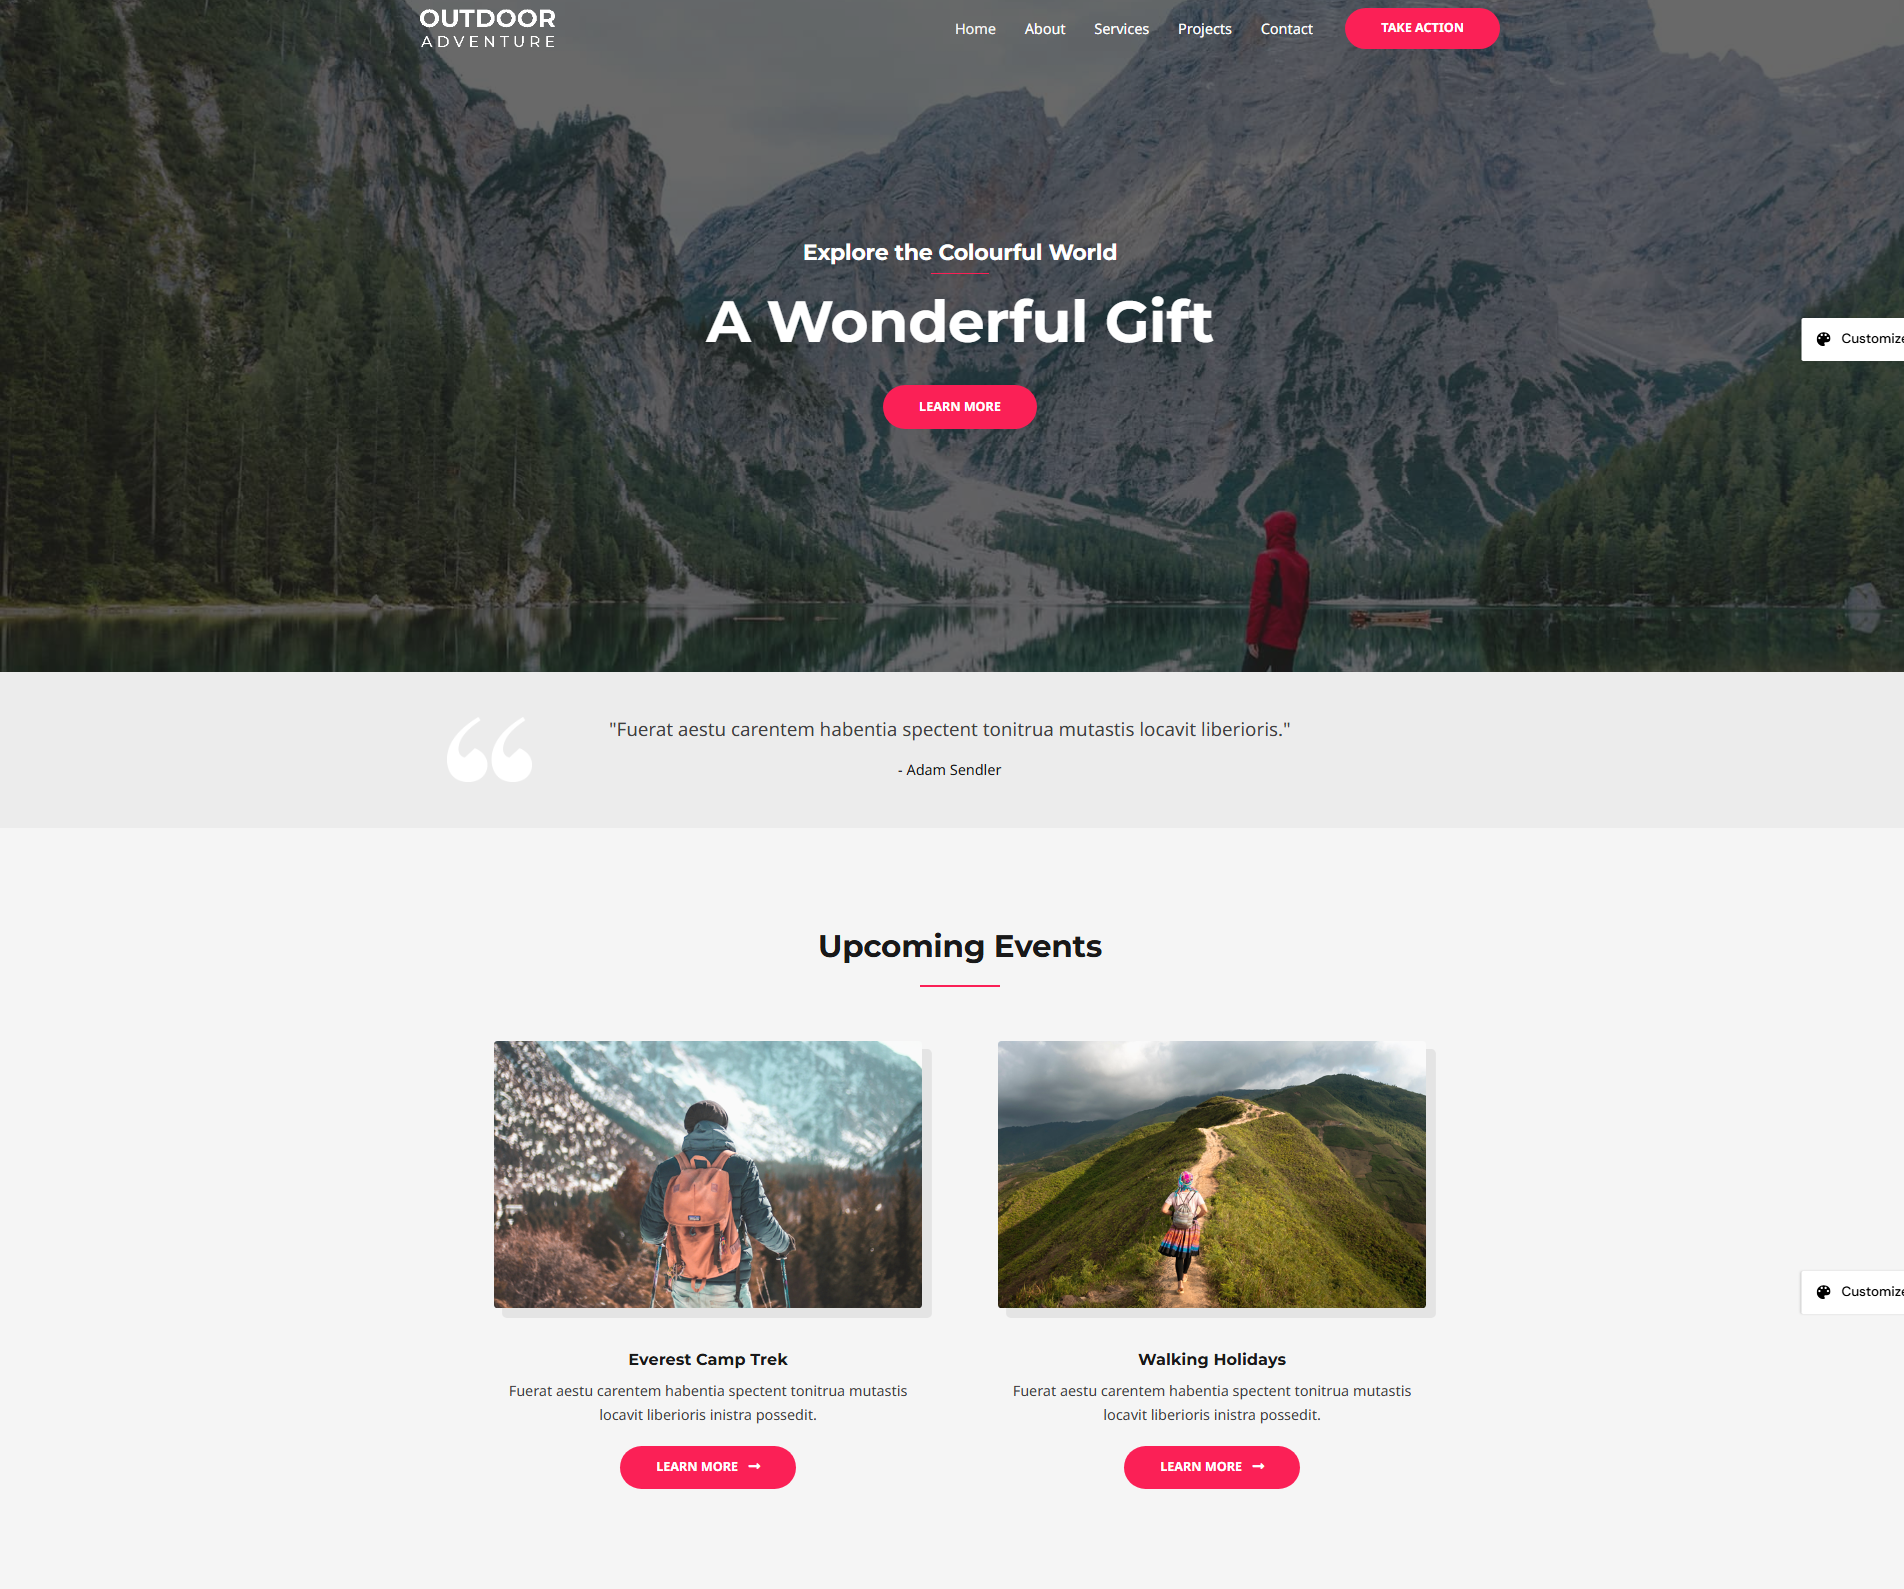 OUTDOOR
ADVENTURE
Home About Services Projects Contact TAKE ACTION
Explore the Colourful World
A Wonderful Gift
LEARN MORE
Customize
"Fuerat aestu carentem habentia spectent tonitrua mutastis locavit liberioris."
- Adam Sendler
Upcoming Events
Customize
Everest Camp Trek
Fuerat aestu carentem habentia spectent tonitrua mutastis
locavit liberioris inistra possedit.
LEARN MORE →
Walking Holidays
Fuerat aestu carentem habentia spectent tonitrua mutastis
locavit liberioris inistra possedit.
LEARN MORE →